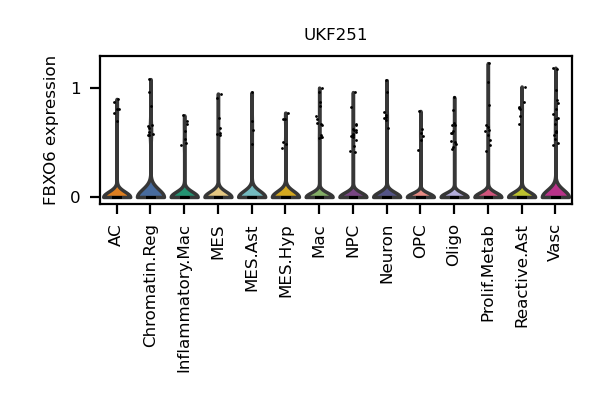 UKF251
FBXO6 expression
1
0
AC
Chromatin.Reg
Inflammatory.Mac
MES
MES.Ast
MES.Hyp
Mac
NPC
Neuron
OPC
Oligo
Prolif.Metab
Reactive.Ast
Vasc